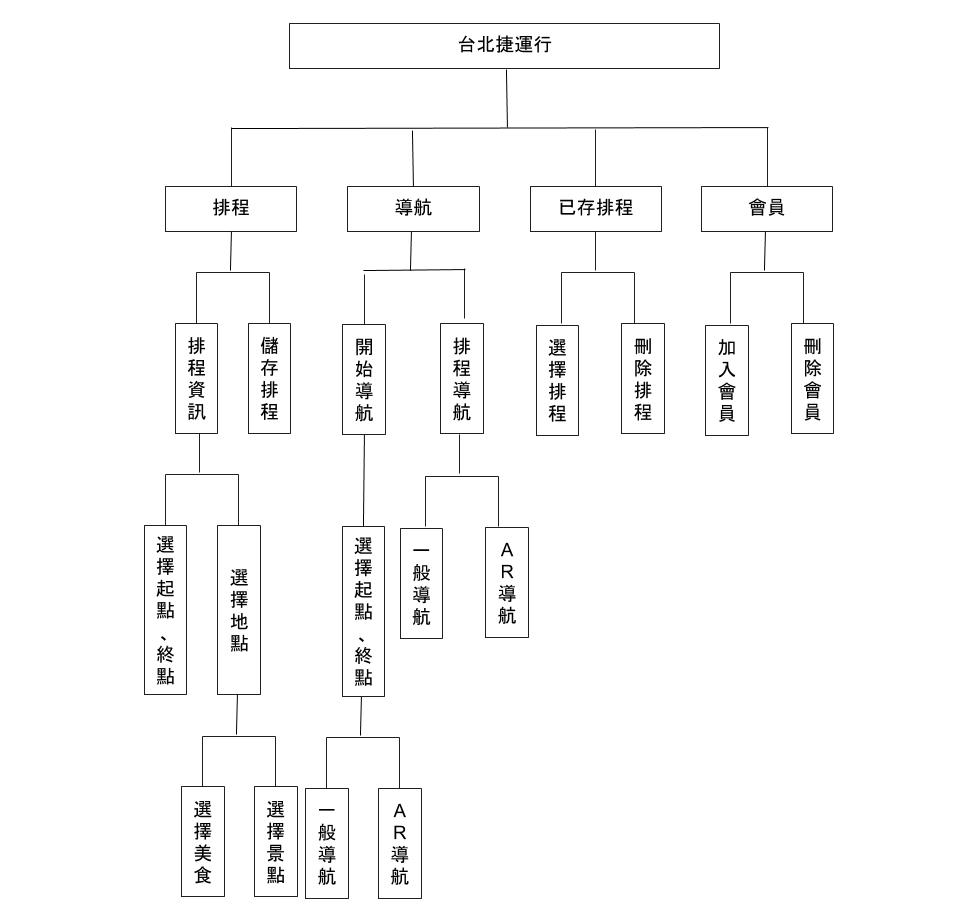 台北捷運行
排程
導航
已存排程
會員
排程資訊
儲存排程
開始導航
排程導航
選擇排程
刪除排程
加入會員
刪除會員
選擇起點、終點
選擇地點
選擇起點、終點
一般導航
AR導航
選擇美食
選擇景點
一般導航
AR導航